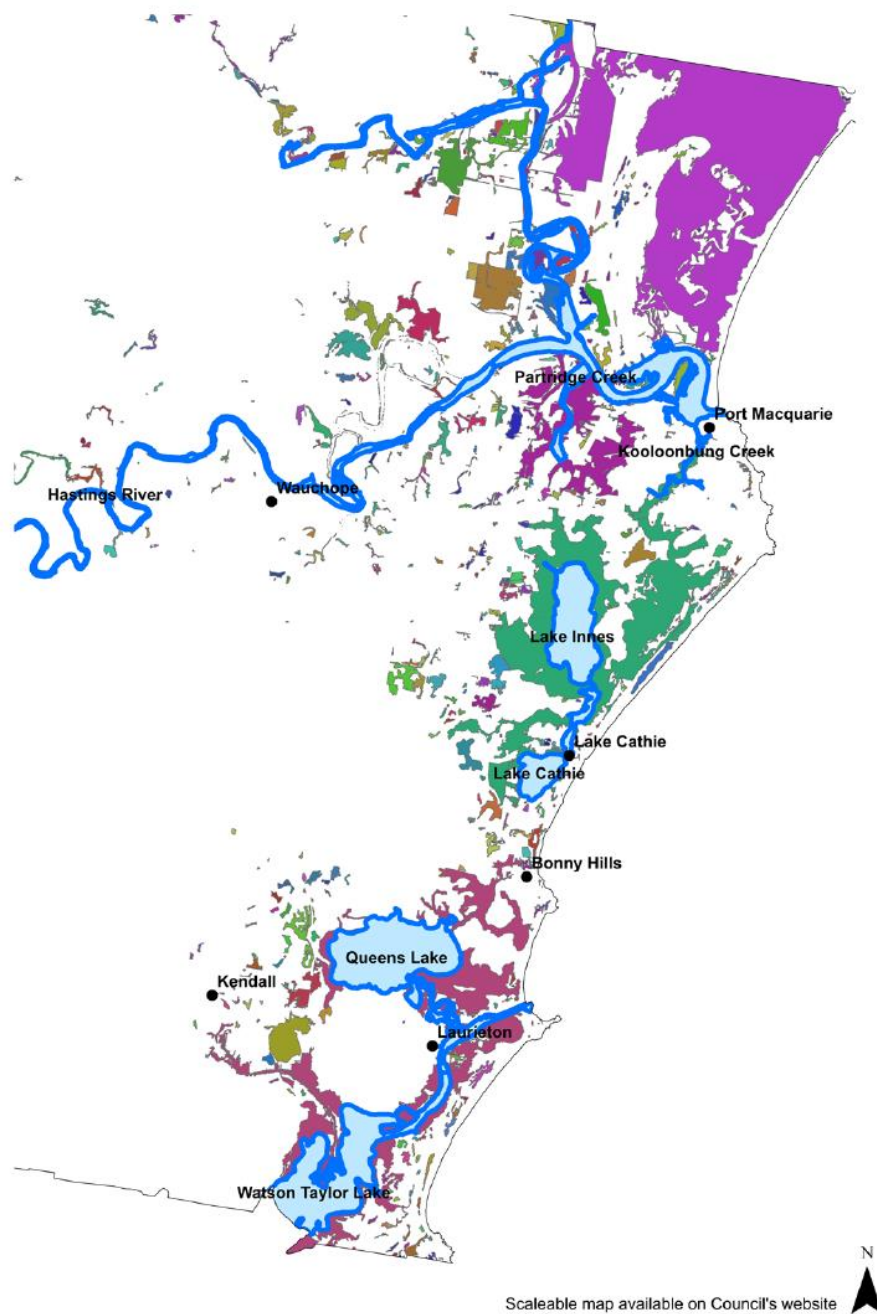 Partridge Creek
Port Macquarie
Kooloonbung Creek
Hastings River
Wauchope
Lake Innes
Lake Cathie
Lake Cathie
Bonny Hills
Queens Lake
Kendall
Laurieton
Watson Taylor Lake
N
Scaleable map available on Council's website